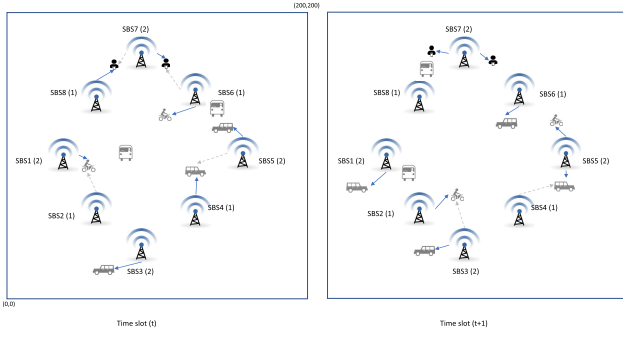 (200,200)
SBS7 (2)
SBS8 (1)
SBS6 (1)
SBS1 (2)
SBS5 (2)
SBS2 (1)
SBS4 (1)
SBS3 (2)
(0,0)
Time slot (t)
SBS7 (2)
SBS8 (1)
SBS6 (1)
SBS1 (2)
SBS5 (2)
SBS2 (1)
SBS4 (1)
SBS3 (2)
Time slot (t+1)